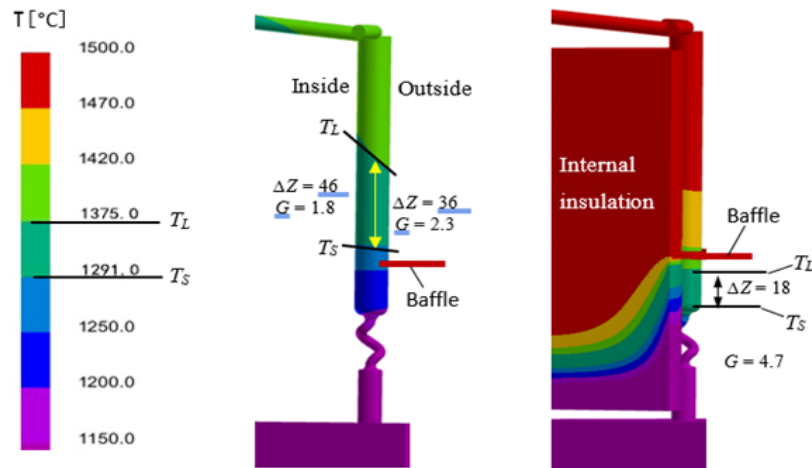 T [°C]
1500.0
1470.0
1420.0
1375. 0
T_L
1291. 0
T_S
1250.0
1200.0
1150.0
Inside
Outside
T_L
ΔZ = 46
G = 1.8
ΔZ = 36
G = 2.3
T_S
Baffle
Internal
insulation
Baffle
T_L
ΔZ = 18
T_S
G = 4.7